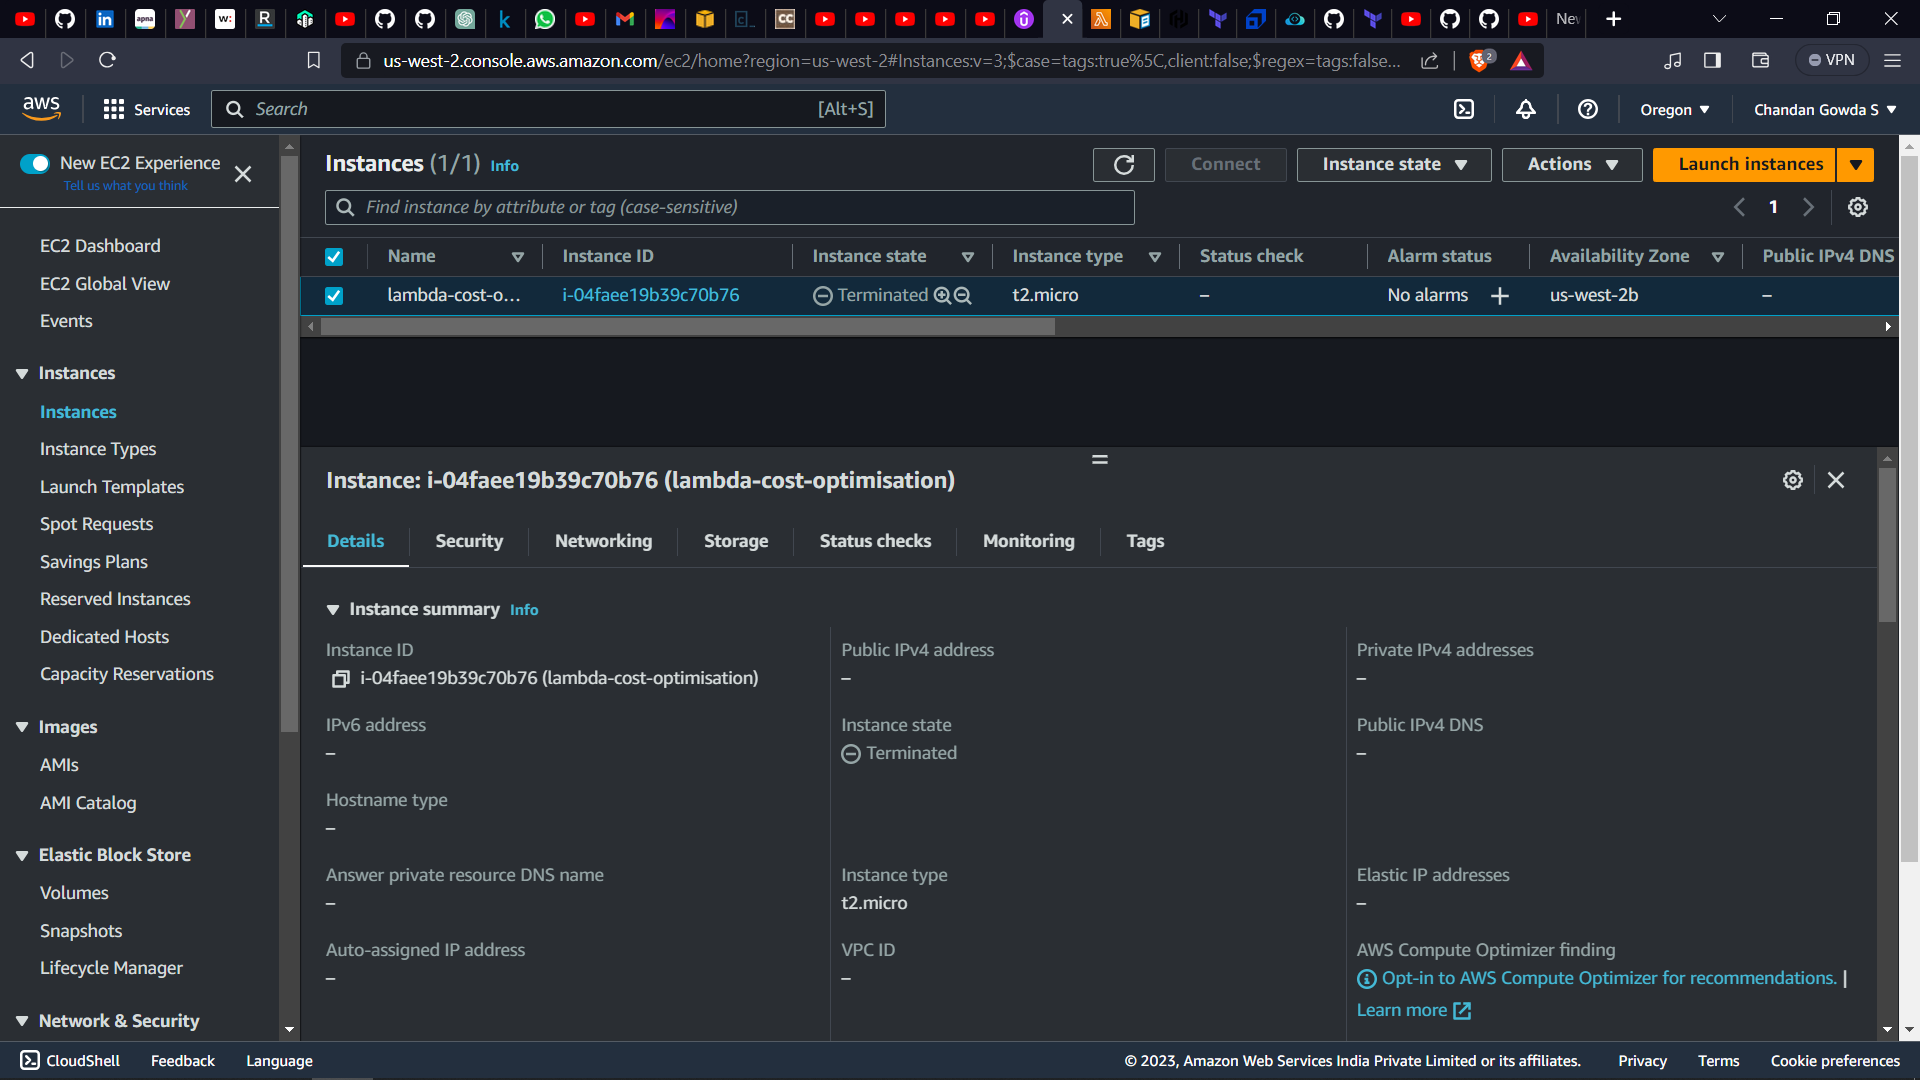 New
us-west-2.console.aws.amazon.com/ec2/home?region=us-west-2#Instances:v=3;$case=tags:true%5C,client:false;$regex=tags:false...
2
VPN
aws
Services
Search
[Alt+S]
Oregon
Chandan Gowda S
New EC2 Experience
Tell us what you think
EC2 Dashboard
EC2 Global View
Events
Instances
Instances
Instance Types
Launch Templates
Spot Requests
Savings Plans
Reserved Instances
Dedicated Hosts
Capacity Reservations
Images
AMIs
AMI Catalog
Elastic Block Store
Volumes
Snapshots
Lifecycle Manager
Network & Security
Instances (1/1) Info
Connect
Instance state
Actions
Launch instances
Find instance by attribute or tag (case-sensitive)
1
Name Instance ID Instance state Instance type Status check Alarm status Availability Zone Public IPv4 DNS
lambda-cost-o... i-04faee19b39c70b76 Terminated t2.micro – No alarms us-west-2b –
Instance: i-04faee19b39c70b76 (lambda-cost-optimisation)
Details Security Networking Storage Status checks Monitoring Tags
Instance summary Info
Instance ID
i-04faee19b39c70b76 (lambda-cost-optimisation)
Public IPv4 address
–
Private IPv4 addresses
–
IPv6 address
–
Instance state
Terminated
Public IPv4 DNS
–
Hostname type
–
Answer private resource DNS name
–
Instance type
t2.micro
Elastic IP addresses
–
Auto-assigned IP address
–
VPC ID
–
AWS Compute Optimizer finding
Opt-in to AWS Compute Optimizer for recommendations. |
Learn more
CloudShell Feedback Language
© 2023, Amazon Web Services India Private Limited or its affiliates. Privacy Terms Cookie preferences